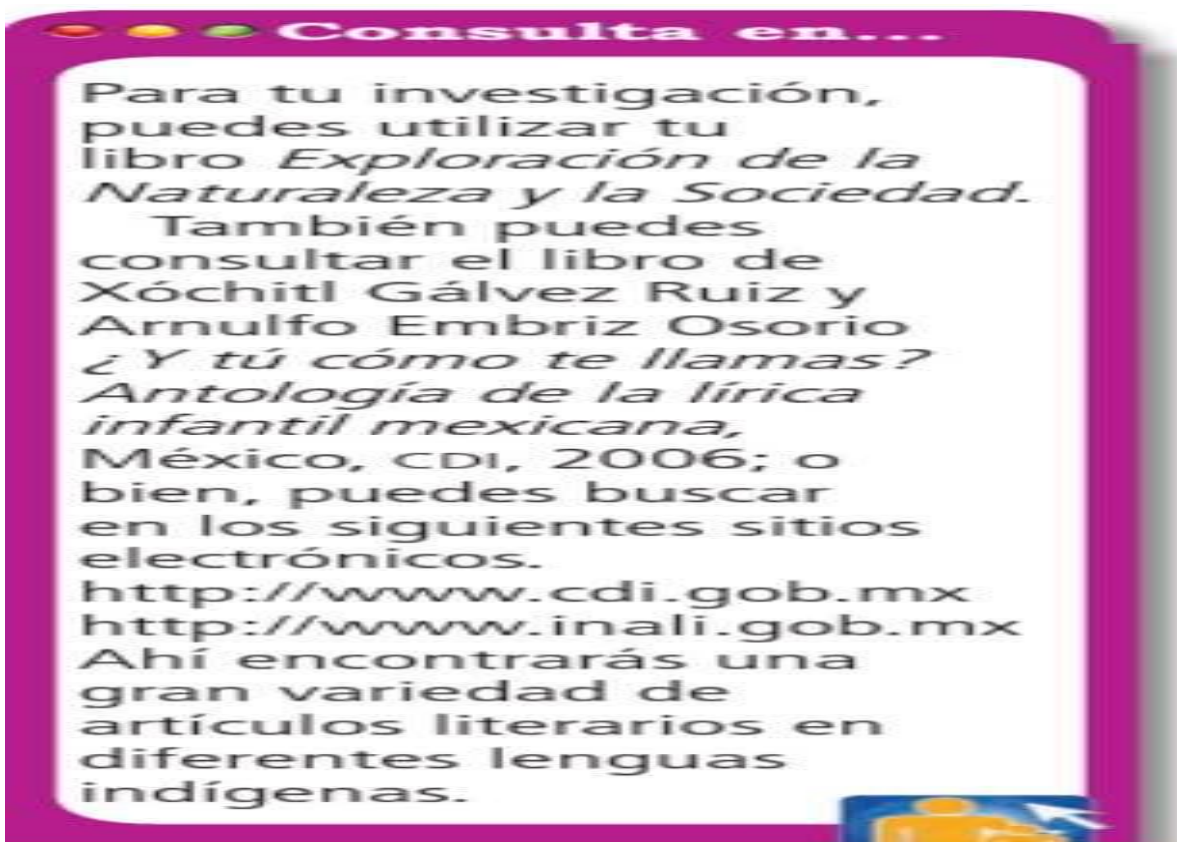 Consulta en...
Para tu investigación,
puedes utilizar tu
libro Exploración de la
Naturaleza y la Sociedad.
También puedes
consultar el libro de
Xóchitl Gálvez Ruiz y
Arnulfo Embriz Osorio
¿Y tú cómo te llamas?
Antología de la lírica
infantil mexicana,
México, CDI, 2006; o
bien, puedes buscar
en los siguientes sitios
electrónicos.
http://www.cdi.gob.mx
http://www.inali.gob.mx
Ahí encontrarás una
gran variedad de
artículos literarios en
diferentes lenguas
indígenas.